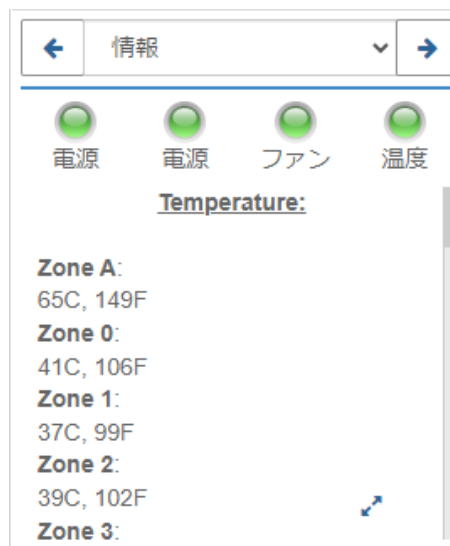 情報
電源 電源 ファン 温度
Temperature:
Zone A:
65C, 149F
Zone 0:
41C, 106F
Zone 1:
37C, 99F
Zone 2:
39C, 102F
Zone 3: